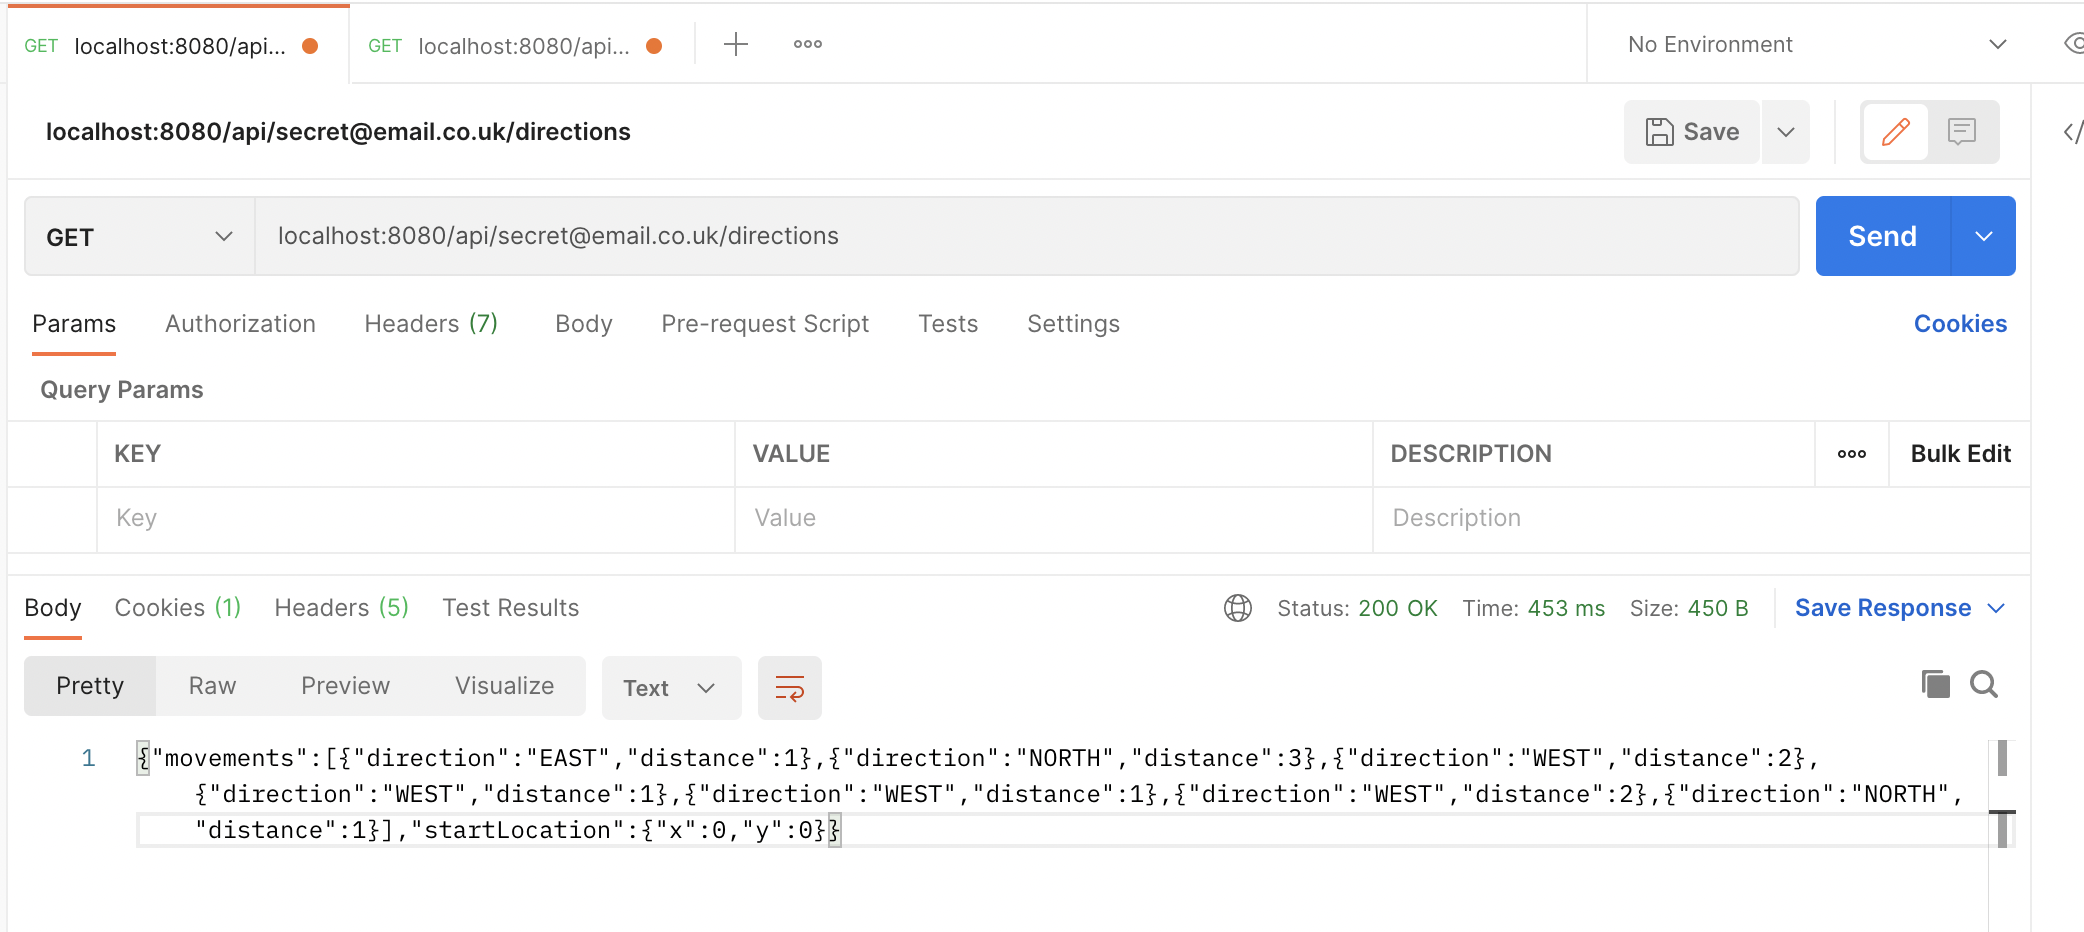 GET localhost:8080/api... GET localhost:8080/api... No Environment
localhost:8080/api/secret@email.co.uk/directions Save
GET localhost:8080/api/secret@email.co.uk/directions Send
Params Authorization Headers (7) Body Pre-request Script Tests Settings Cookies
Query Params
KEY VALUE DESCRIPTION Bulk Edit
Key Value Description
Body Cookies (1) Headers (5) Test Results Status: 200 OK Time: 453 ms Size: 450 B Save Response
Pretty Raw Preview Visualize Text
1 {"movements":[{"direction":"EAST","distance":1},{"direction":"NORTH","distance":3},{"direction":"WEST","distance":2},
{"direction":"WEST","distance":1},{"direction":"WEST","distance":1},{"direction":"WEST","distance":2},{"direction":"NORTH",
"distance":1}],"startLocation":{"x":0,"y":0}}